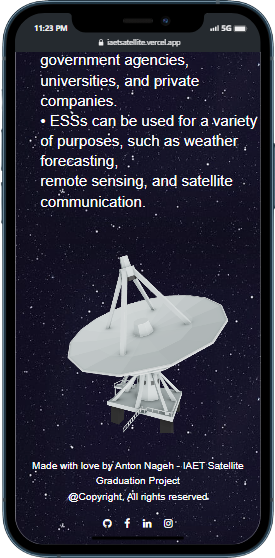 11:23 PM
5G
iaetsatellite.vercel.app
government agencies,
universities, and private
companies.
• ESSs can be used for a variety
of purposes, such as weather
forecasting,
remote sensing, and satellite
communication.
Made with love by Anton Nageh - IAET Satellite
Graduation Project
@Copyright, All rights reserved.